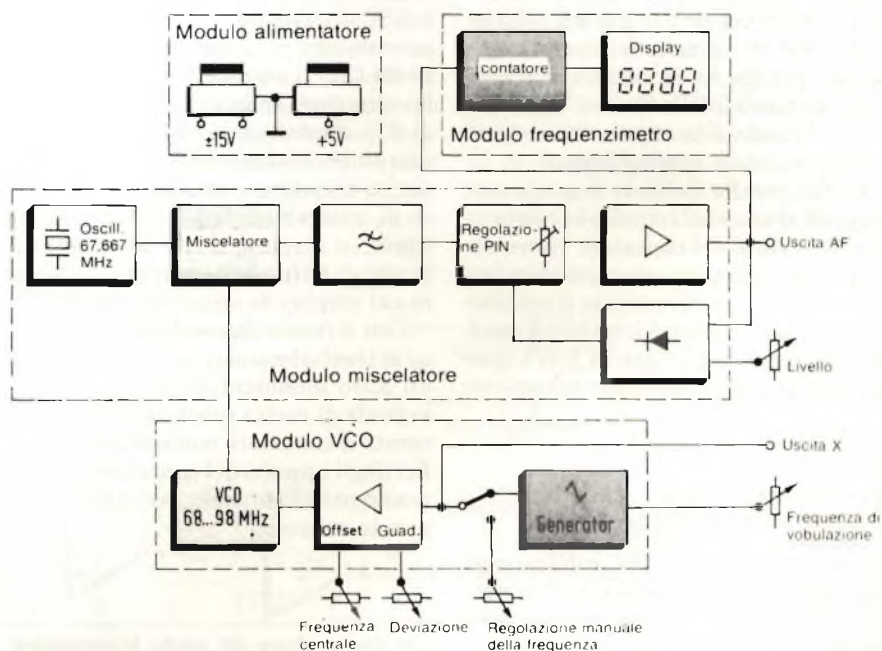 Modulo alimentatore
±15V
+5V
contatore
Display
8888
Modulo frequenzimetro
Oscill.
67,667
MHz
Miscelatore
Regolazio-
ne PIN
Uscita AF
Livello
Modulo miscelatore
Modulo VCO
Uscita X
VCO
68...98 MHz
Offset
Guad.
Generator
Frequenza di
vobulazione
Frequenza
centrale
Deviazione
Regolazione manuale
della frequenza